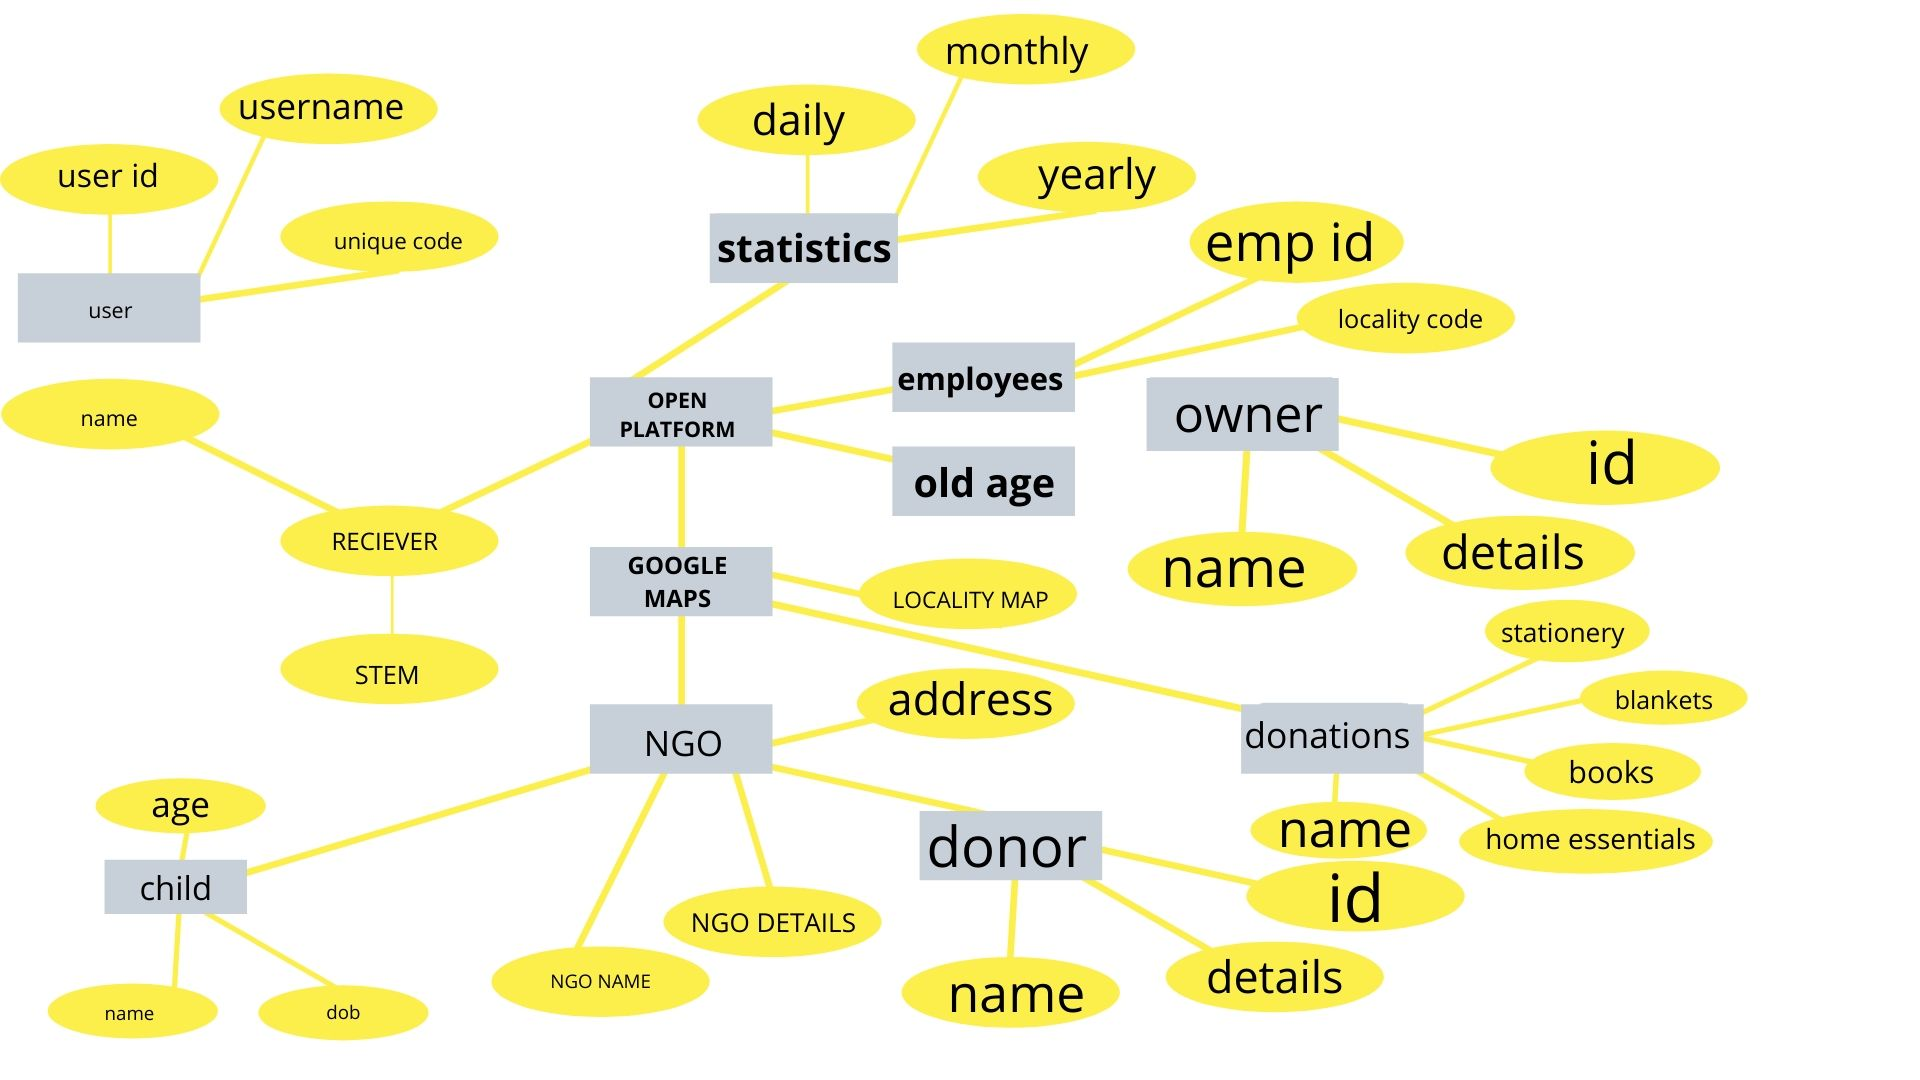 monthly
username
daily
user id
yearly
unique code
emp id
statistics
user
locality code
employees
OPEN
PLATFORM
owner
name
id
old age
RECIEVER
details
GOOGLE
MAPS
name
LOCALITY MAP
stationery
STEM
address
blankets
donations
NGO
books
age
name
home essentials
donor
child
id
NGO DETAILS
details
NGO NAME
name
name
dob